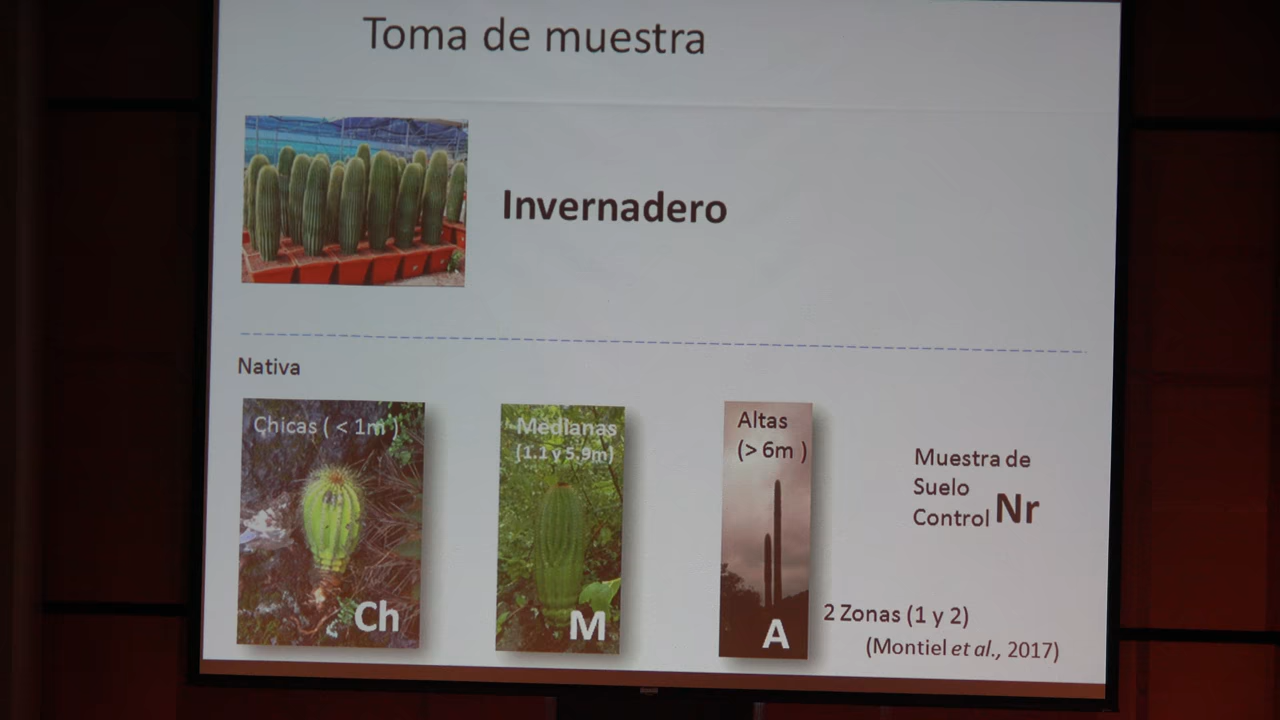 Toma de muestra
Invernadero
Nativa
Chicas ( < 1m )
Ch
Medianas
(1.1 y 5.9m)
M
Altas
(> 6m )
A
Muestra de
Suelo
Control Nr
2 Zonas (1 y 2)
(Montiel et al., 2017)